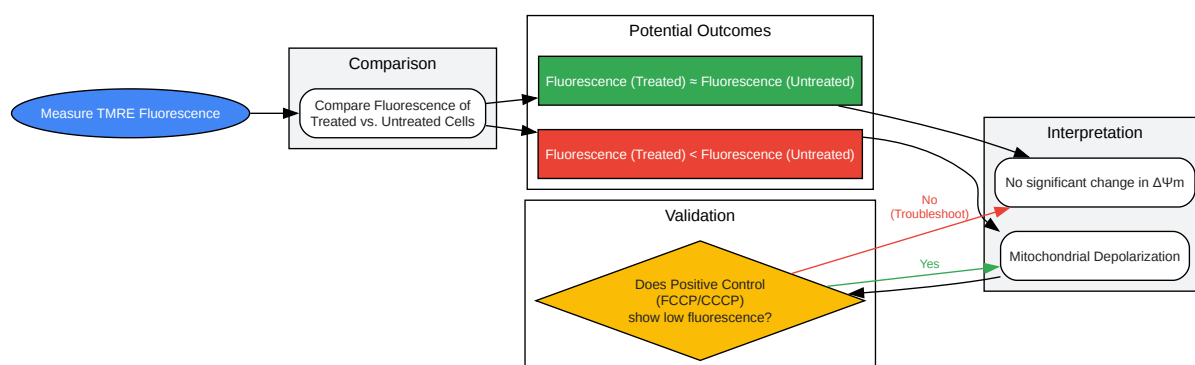 Measure TMRE Fluorescence
Comparison
Compare Fluorescence of
Treated vs. Untreated Cells
Potential Outcomes
Fluorescence (Treated) ≈ Fluorescence (Untreated)
Fluorescence (Treated) < Fluorescence (Untreated)
Validation
Does Positive Control
(FCCP/CCCP)
show low fluorescence?
No
(Troubleshoot)
Yes
Interpretation
No significant change in ΔΨm
Mitochondrial Depolarization